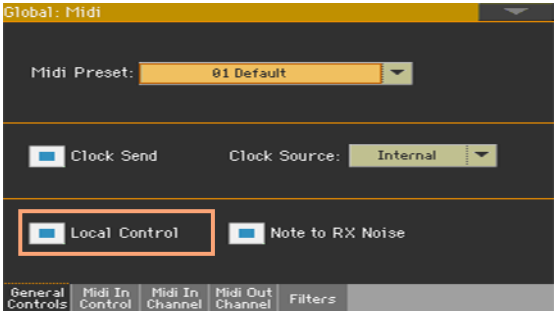 Global: Midi
Midi Preset: 01 Default
Clock Send Clock Source: Internal
Local Control Note to RX Noise
General Controls Midi In Control Midi In Channel Midi Out Channel Filters